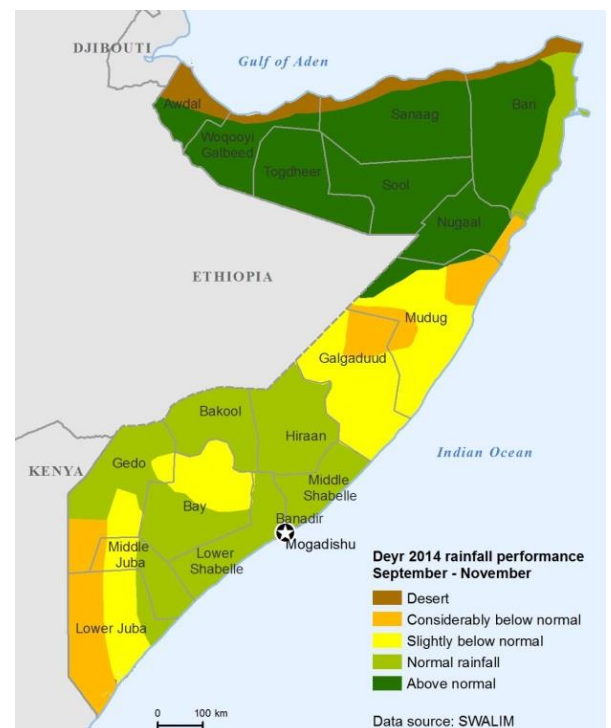 DJIBOUTI
Gulf of Aden
Awdal
Woqooyi
Galbeed
Togdheer
Sanaag
Bari
Sool
Nugaal
ETHIOPIA
Mudug
Galgaduud
Bakool
Hiraan
Indian Ocean
KENYA
Gedo
Bay
Middle
Shabelle
Banadir
Mogadishu
Middle
Juba
Lower
Shabelle
Lower Juba
Deyr 2014 rainfall performance
September - November
Desert
Considerably below normal
Slightly below normal
Normal rainfall
Above normal
0 100 km
Data source: SWALIM